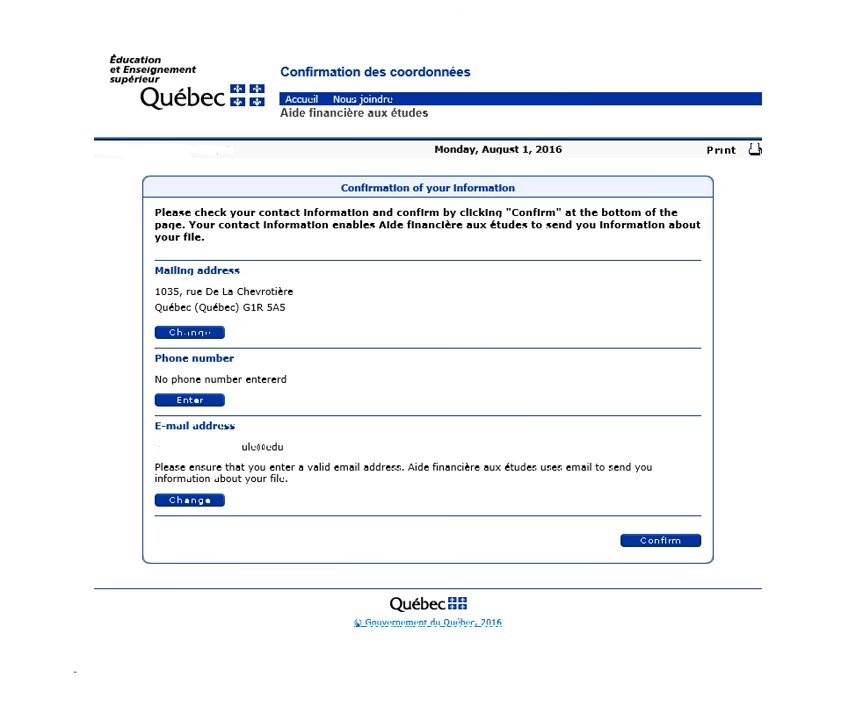 Éducation
et Enseignement
supérieur
Québec
Confirmation des coordonnées
Accueil Nous joindre
Aide financière aux études
Monday, August 1, 2016
Print
Confirmation of your information
Please check your contact information and confirm by clicking "Confirm" at the bottom of the
page. Your contact information enables Aide financière aux études to send you information about
your file.
Mailing address
1035, rue De La Chevrotière
Québec (Québec) G1R 5A5
Change
Phone number
No phone number entererd
Enter
E-mail address
ule@edu
Please ensure that you enter a valid email address. Aide financière aux études uses email to send you
information about your file.
Change
Confirm
Québec
© Gouvernement du Québec, 2016